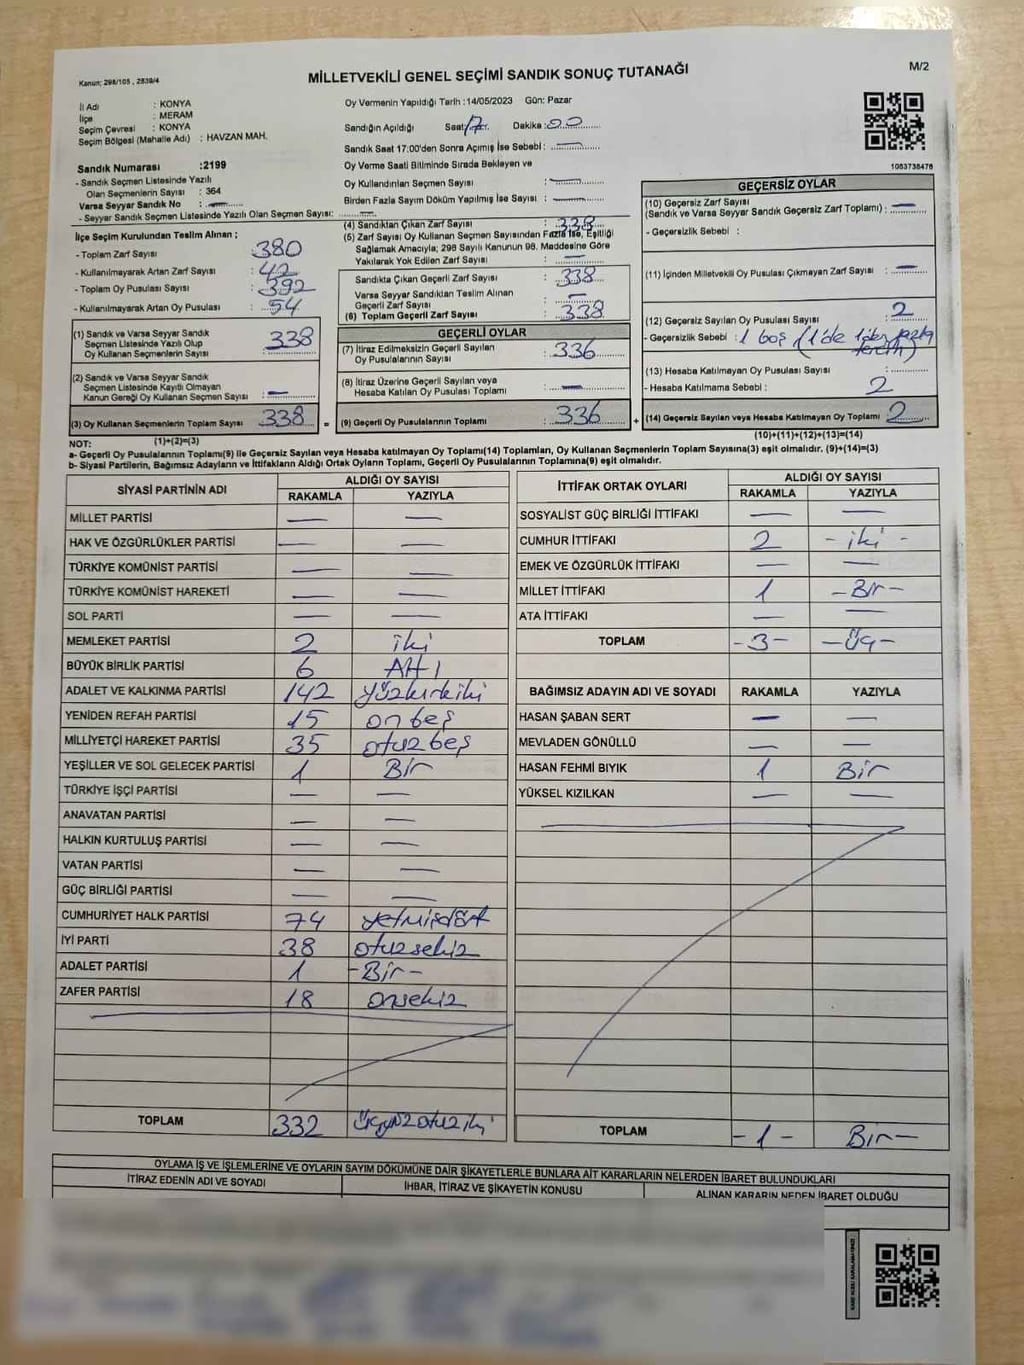 Kanun: 298/105 , 2839/4
MİLLETVEKİLİ GENEL SEÇİMİ SANDIK SONUÇ TUTANAĞI
M/2
İl Adı : KONYA
İlçe : MERAM
Seçim Çevresi : KONYA
Seçim Bölgesi (Mahalle Adı) : HAVZAN MAH.
Sandık Numarası :2199
- Sandık Seçmen Listesinde Yazılı
Olan Seçmenlerin Sayısı : 364
Varsa Seyyar Sandık No : —
- Seyyar Sandık Seçmen Listesinde Yazılı Olan Seçmen Sayısı: —
Oy Vermenin Yapıldığı Tarih :14/05/2023 Gün: Pazar
Sandığın Açıldığı Saat: 17 Dakika : 00
Sandık Saat 17:00'den Sonra Açımış İse Sebebi : —
Oy Verme Saati Bitiminde Sırada Bekleyen ve
Oy Kullandırılan Seçmen Sayısı : —
Birden Fazla Sayım Döküm Yapılmış İse Sayısı : —
1083738476
İlçe Seçim Kurulundan Teslim Alınan ;
- Toplam Zarf Sayısı : 380
- Kullanılmayarak Artan Zarf Sayısı : 42
- Toplam Oy Pusulası Sayısı : 392
- Kullanılmayarak Artan Oy Pusulası : 54
(1) Sandık ve Varsa Seyyar Sandık
Seçmen Listesinde Yazılı Olup
Oy Kullanan Seçmenlerin Sayısı : 338
(2) Sandık ve Varsa Seyyar Sandık
Seçmen Listesinde Kaydı Olmayan
Kanun Gereği Oy Kullanan Seçmen Sayısı : —
(3) Oy Kullanan Seçmenlerin Toplam Sayısı : 338
(4) Sandıktan Çıkan Zarf Sayısı : 338
(5) Zarf Sayısı Oy Kullanan Seçmen Sayısından Fazla İse, Eşitliği
Sağlamak Amacıyla; 298 Sayılı Kanunun 98. Maddesine Göre
Yakılarak Yok Edilen Zarf Sayısı : —
Sandıkta Çıkan Geçerli Zarf Sayısı : 338
Varsa Seyyar Sandıktan Teslim Alınan
Geçerli Zarf Sayısı : —
(6) Toplam Geçerli Zarf Sayısı : 338
GEÇERLİ OYLAR
(7) İtiraz Edilmeksizin Geçerli Sayılan
Oy Pusulalarının Sayısı : 336
(8) İtiraz Üzerine Geçerli Sayılan veya
Hesaba Katılan Oy Pusulası Toplamı : —
= (9) Geçerli Oy Pusulalarının Toplamı : 336 +
GEÇERSİZ OYLAR
(10) Geçersiz Zarf Sayısı
(Sandık ve Varsa Seyyar Sandık Geçersiz Zarf Toplamı) : —
- Geçersizlik Sebebi :
(11) İçinden Milletvekili Oy Pusulası Çıkmayan Zarf Sayısı : —
(12) Geçersiz Sayılan Oy Pusulası Sayısı : 2
- Geçersizlik Sebebi : 1 boş (1'de 1'den fazla tercih)
(13) Hesaba Katılmayan Oy Pusulası Sayısı :
- Hesaba Katılmama Sebebi : 2
(14) Geçersiz Sayılan veya Hesaba Katılmayan Oy Toplamı : 2
NOT: (1)+(2)=(3)
(10)+(11)+(12)+(13)=(14)
a- Geçerli Oy Pusulalarının Toplamı(9) ile Geçersiz Sayılan veya Hesaba Katılmayan Oy Toplamı(14) Toplamları, Oy Kullanan Seçmenlerin Toplam Sayısına(3) eşit olmalıdır. (9)+(14)=(3)
b- Siyasi Partilerin, Bağımsız Adayların ve İttifakların Aldığı Ortak Oyların Toplamı, Geçerli Oy Pusulalarının Toplamına(9) eşit olmalıdır.
SİYASİ PARTİNİN ADI ALDIĞI OY SAYISI
RAKAMLA YAZIYLA
MİLLET PARTİSİ — —
HAK VE ÖZGÜRLÜKLER PARTİSİ — —
TÜRKİYE KOMÜNİST PARTİSİ — —
TÜRKİYE KOMÜNİST HAREKETİ — —
SOL PARTİ — —
MEMLEKET PARTİSİ 2 iki
BÜYÜK BİRLİK PARTİSİ 6 Altı
ADALET VE KALKINMA PARTİSİ 142 yüzkırkiki
YENİDEN REFAH PARTİSİ 15 on beş
MİLLİYETÇİ HAREKET PARTİSİ 35 otuz beş
YEŞİLLER VE SOL GELECEK PARTİSİ 1 Bir
TÜRKİYE İŞÇİ PARTİSİ — —
ANAVATAN PARTİSİ — —
HALKIN KURTULUŞ PARTİSİ — —
VATAN PARTİSİ — —
GÜÇ BİRLİĞİ PARTİSİ — —
CUMHURİYET HALK PARTİSİ 74 yetmişdört
İYİ PARTİ 38 otuzsekiz
ADALET PARTİSİ 1 -Bir-
ZAFER PARTİSİ 18 onsekiz
TOPLAM 332 üçyüzotuziki
İTTİFAK ORTAK OYLARI ALDIĞI OY SAYISI
RAKAMLA YAZIYLA
SOSYALİST GÜÇ BİRLİĞİ İTTİFAKI — —
CUMHUR İTTİFAKI 2 - iki -
EMEK VE ÖZGÜRLÜK İTTİFAKI — —
MİLLET İTTİFAKI 1 -Bir-
ATA İTTİFAKI —
TOPLAM -3- -Üç-
BAĞIMSIZ ADAYIN ADI VE SOYADI RAKAMLA YAZIYLA
HASAN ŞABAN SERT — —
MEVLADEN GÖNÜLLÜ — —
HASAN FEHMİ BIYIK 1 Bir
YÜKSEL KIZILKAN — —
TOPLAM -1- Bir-
OYLAMA İŞ VE İŞLEMLERİNE VE OYLARIN SAYIM DÖKÜMÜNE DAİR ŞİKAYETLERLE BUNLARA AİT KARARLARIN NELERDEN İBARET BULUNDUKLARI
İTİRAZ EDENİN ADI VE SOYADI İHBAR, İTİRAZ VE ŞİKAYETİN KONUSU ALINAN KARARIN NEDEN İBARET OLDUĞU